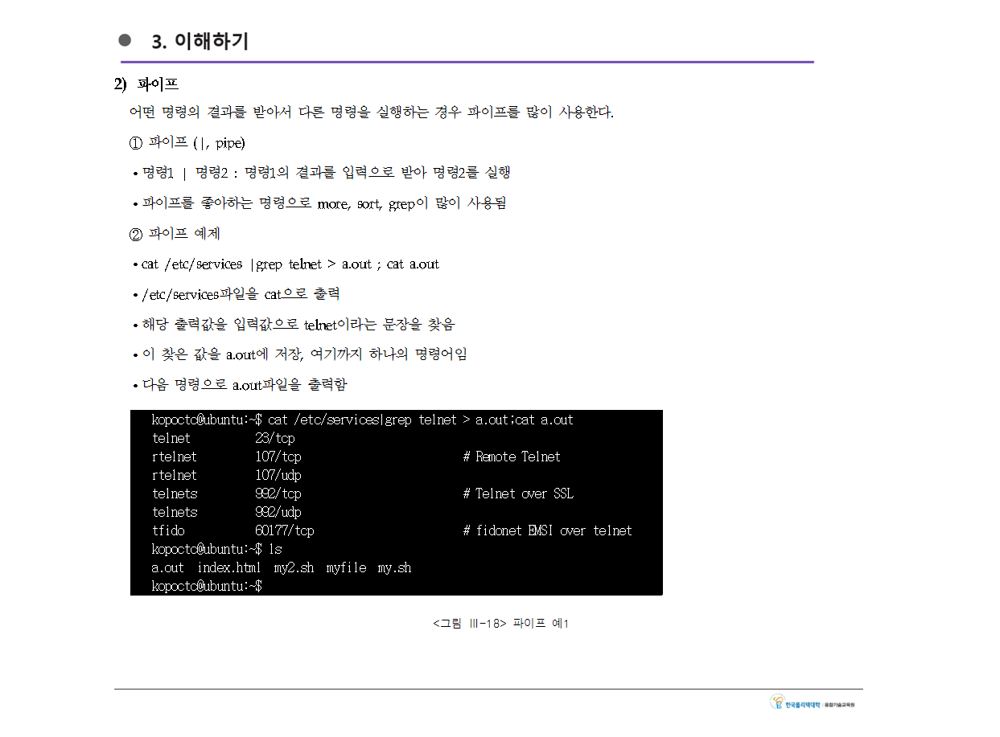 ● 3. 이해하기
2) 파이프
어떤 명령의 결과를 받아서 다른 명령을 실행하는 경우 파이프를 많이 사용한다.
① 파이프 (|, pipe)
• 명령1 | 명령2 : 명령1의 결과를 입력으로 받아 명령2를 실행
• 파이프를 좋아하는 명령으로 more, sort, grep이 많이 사용됨
② 파이프 예제
• cat /etc/services |grep telnet > a.out ; cat a.out
• /etc/services파일을 cat으로 출력
• 해당 출력값을 입력값으로 telnet이라는 문장을 찾음
• 이 찾은 값을 a.out에 저장, 여기까지 하나의 명령어임
• 다음 명령으로 a.out파일을 출력함
kopoctc@ubuntu:~$ cat /etc/services|grep telnet > a.out;cat a.out
telnet 23/tcp
rtelnet 107/tcp # Remote Telnet
rtelnet 107/udp
telnets 992/tcp # Telnet over SSL
telnets 992/udp
tfido 60177/tcp # fidonet EMSI over telnet
kopoctc@ubuntu:~$ ls
a.out index.html my2.sh myfile my.sh
kopoctc@ubuntu:~$
<그림 Ⅲ-18> 파이프 예1
한국폴리텍대학 | 융합기술교육원